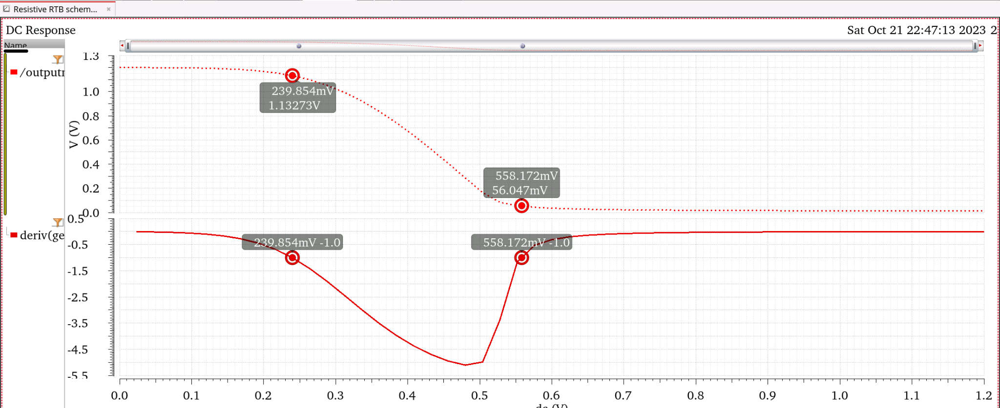 Resistive RTB schem... ×
DC Response
Sat Oct 21 22:47:13 2023 2
Name
/output
deriv(ge
V (V)
1.3
1.0
0.8
0.6
0.4
0.2
0.0
239.854mV
1.13273V
558.172mV
56.047mV
0.5
-0.5
-1.5
-2.5
-3.5
-4.5
-5.5
239.854mV -1.0
558.172mV -1.0
0.0 0.1 0.2 0.3 0.4 0.5 0.6 0.7 0.8 0.9 1.0 1.1 1.2
dc (V)